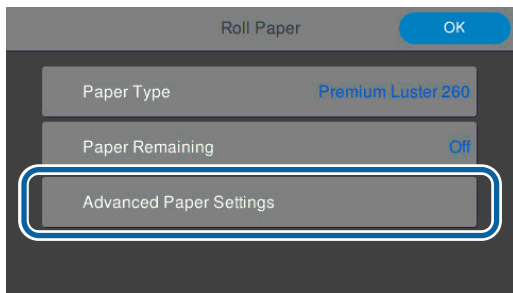 Roll Paper OK
Paper Type Premium Luster 260
Paper Remaining Off
Advanced Paper Settings